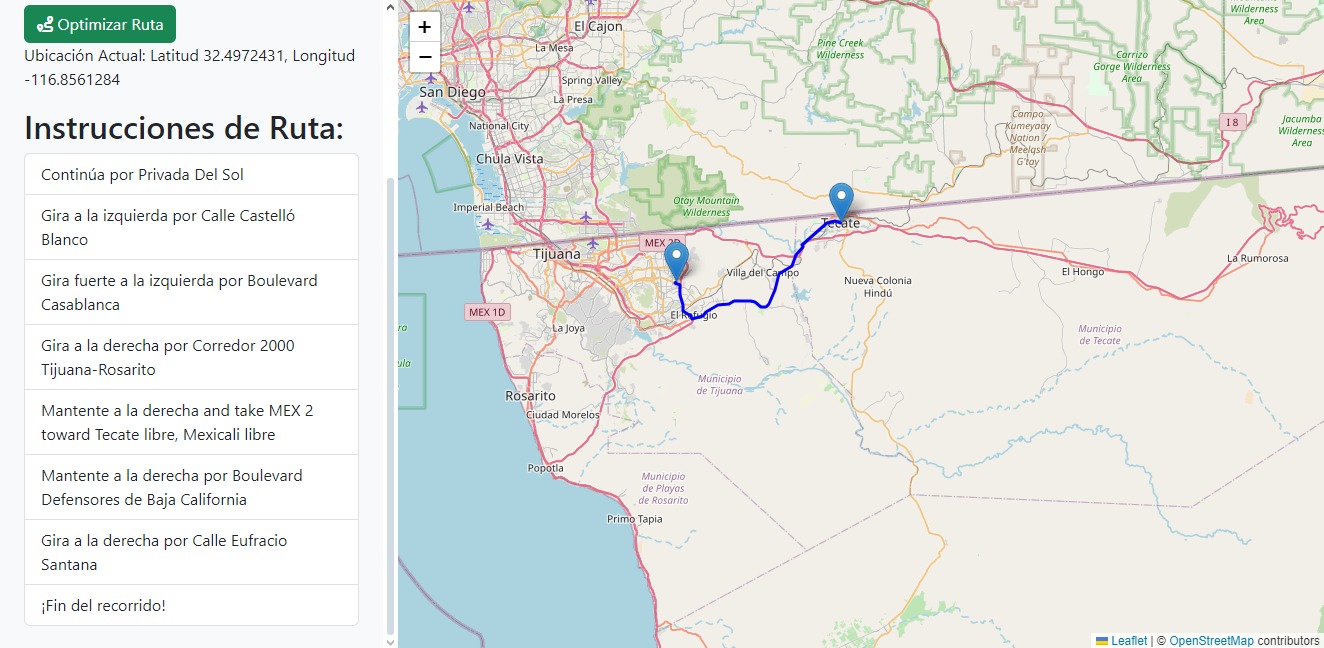 Optimizar Ruta
Ubicación Actual: Latitud 32.4972431, Longitud
-116.8561284
Instrucciones de Ruta:
Continúa por Privada Del Sol
Gira a la izquierda por Calle Castelló
Blanco
Gira fuerte a la izquierda por Boulevard
Casablanca
Gira a la derecha por Corredor 2000
Tijuana-Rosarito
Mantente a la derecha and take MEX 2
toward Tecate libre, Mexicali libre
Mantente a la derecha por Boulevard
Defensores de Baja California
Gira a la derecha por Calle Eufracio
Santana
¡Fin del recorrido!
+
−
El Cajon
La Mesa
Spring Valley
San Diego
La Presa
National City
Chula Vista
Imperial Beach
Otay Mountain
Wilderness
Pine Creek
Wilderness
Wilderness
Area
Carrizo
Gorge Wilderness
Area
Campo
Kumeyaay
Nation /
Meelqsh
G'tay
I 8
Jacumba
Wilderness
Area
Tijuana
MEX 2D
Tecate
Villa del Campo
Nueva Colonia
Hindú
El Hongo
La Rumorosa
MEX 1D
El Refugio
La Joya
Municipio
de Tecate
Municipio
de Tijuana
Rosarito
Ciudad Morelos
Popotla
Municipio
de Playas
de Rosarito
Primo Tapia
Leaflet | © OpenStreetMap contributors